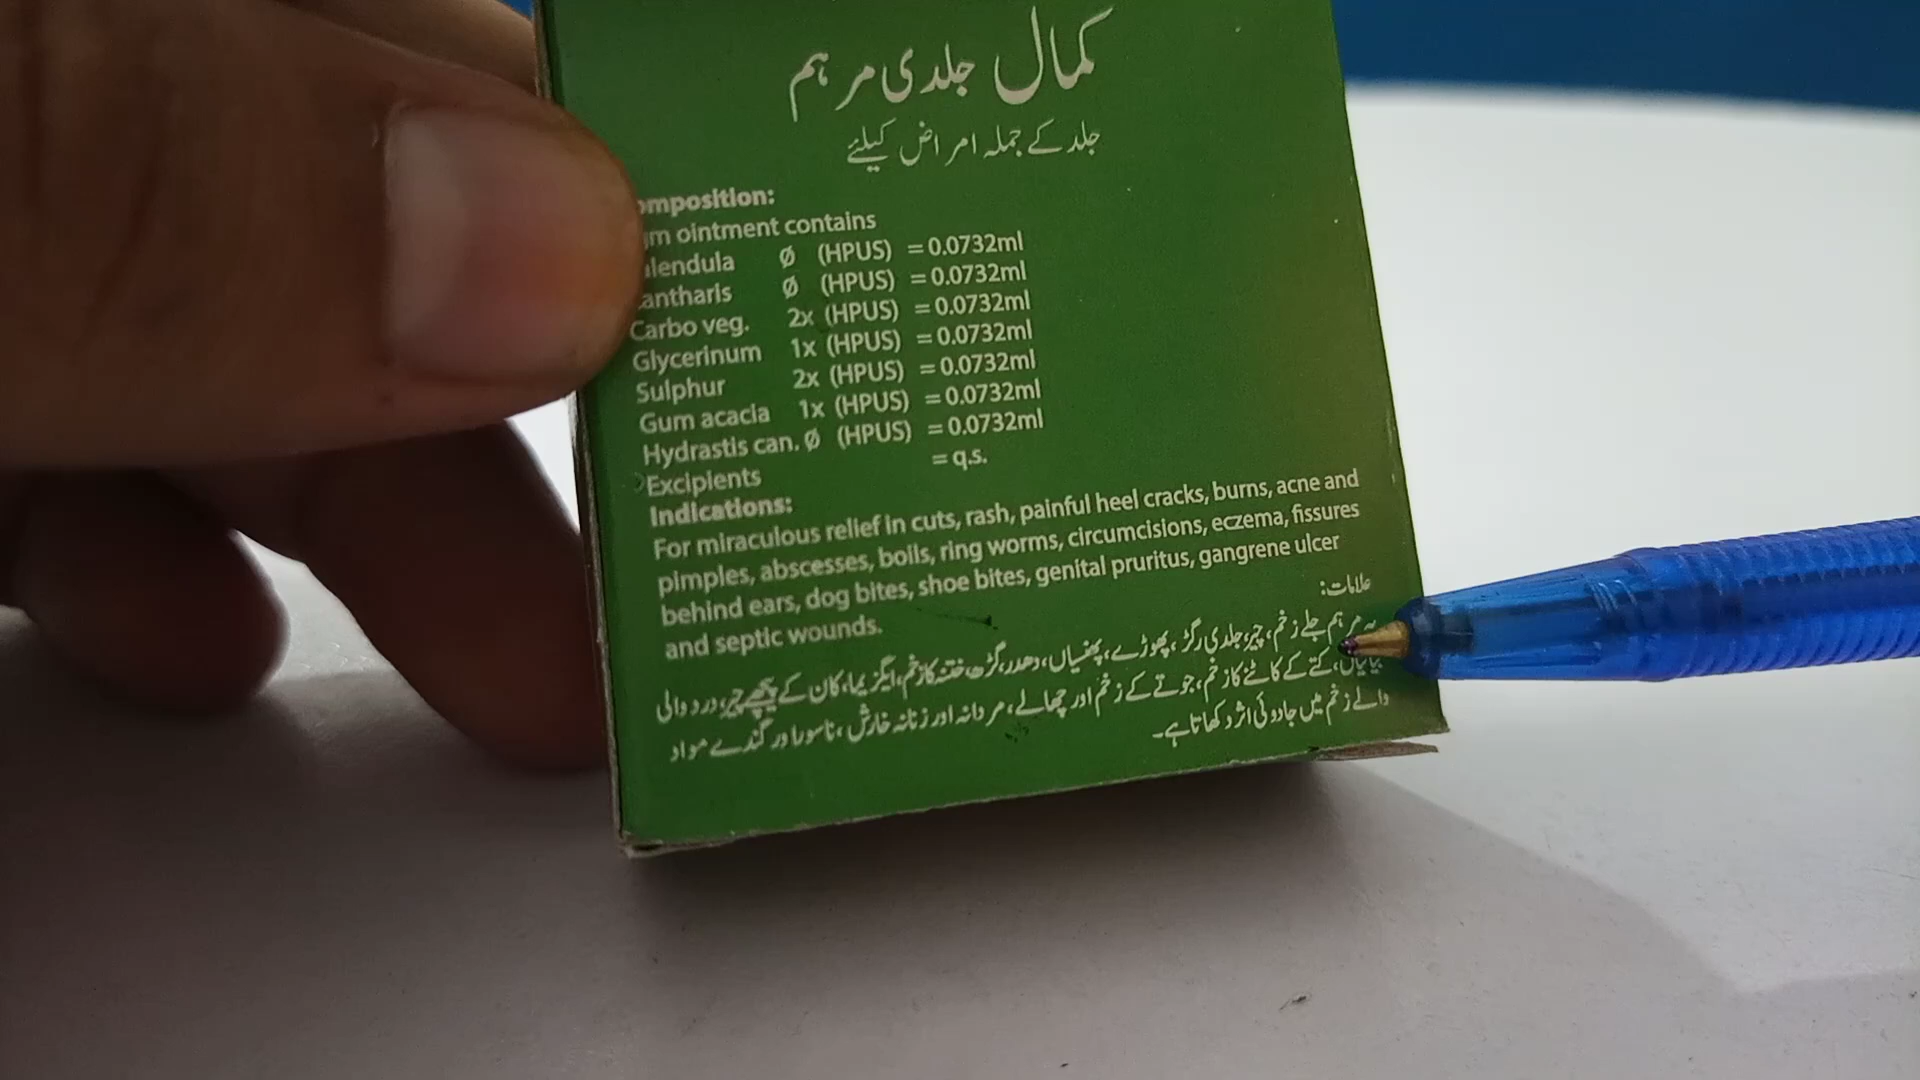 کمال جلدی مرہم
جلد کے جملہ امراض کیلئے
omposition:
m ointment contains
lendula ø (HPUS) = 0.0732ml
antharis ø (HPUS) = 0.0732ml
Carbo veg. 2x (HPUS) = 0.0732ml
Glycerinum 1x (HPUS) = 0.0732ml
Sulphur 2x (HPUS) = 0.0732ml
Gum acacia 1x (HPUS) = 0.0732ml
Hydrastis can. ø (HPUS) = 0.0732ml
Excipients = q.s.
Indications:
For miraculous relief in cuts, rash, painful heel cracks, burns, acne and
pimples, abscesses, boils, ring worms, circumcisions, eczema, fissures
behind ears, dog bites, shoe bites, genital pruritus, gangrene ulcer
and septic wounds.
علامات:
مرہم جلے زخم، چیر، جلدی رگڑ، پھوڑے، پھنسیاں، دھدر، گڑھ، ختنہ کا زخم، ایگزیما، کان کے پیچھے چیر، درد والی
کتے کے کاٹنے کا زخم، جوتے کے زخم اور چھالے، مردانہ اور زنانہ خارش، ناسور اور گندے مواد
والے زخم میں جادوئی اثر دکھاتا ہے۔